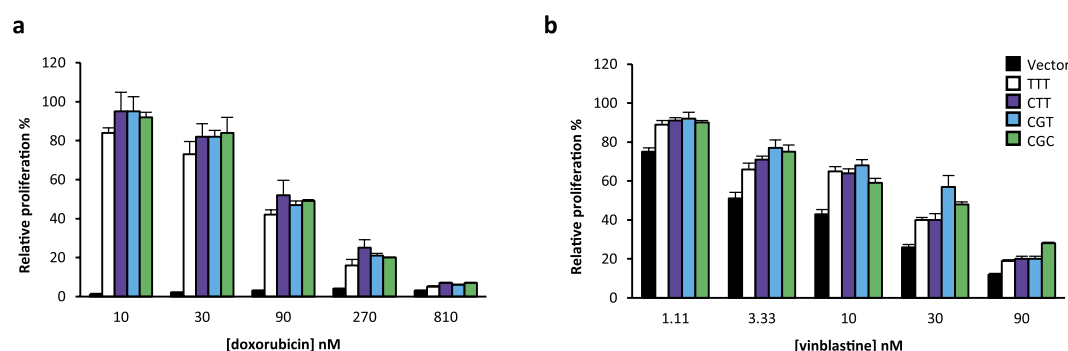 a
Relative proliferation %
120
100
80
60
40
20
0
10 30 90 270 810
[doxorubicin] nM
b
Relative proliferation %
120
100
80
60
40
20
0
1.11 3.33 10 30 90
[vinblastine] nM
Vector
TTT
CTT
CGT
CGC